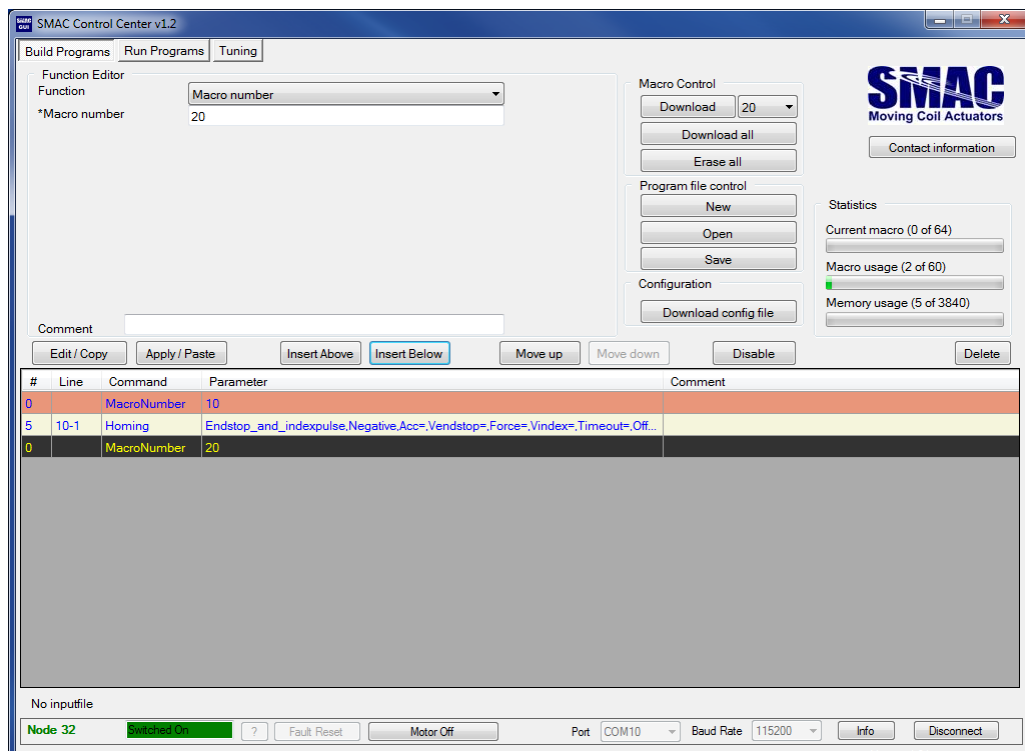 SMAC Control Center v1.2
Build Programs Run Programs Tuning
Function Editor
Function Macro number
*Macro number 20
Comment
Macro Control
Download 20
Download all
Erase all
Program file control
New
Open
Save
Configuration
Download config file
SMAC
Moving Coil Actuators
Contact information
Statistics
Current macro (0 of 64)
Macro usage (2 of 60)
Memory usage (5 of 3840)
Edit / Copy Apply / Paste Insert Above Insert Below Move up Move down Disable Delete
# Line Command Parameter Comment
0 MacroNumber 10
5 10-1 Homing Endstop_and_indexpulse,Negative,Acc=,Vendstop=,Force=,Vindex=,Timeout=,Off...
0 MacroNumber 20
No inputfile
Node 32 Switched On ? Fault Reset Motor Off Port COM10 Baud Rate 115200 Info Disconnect